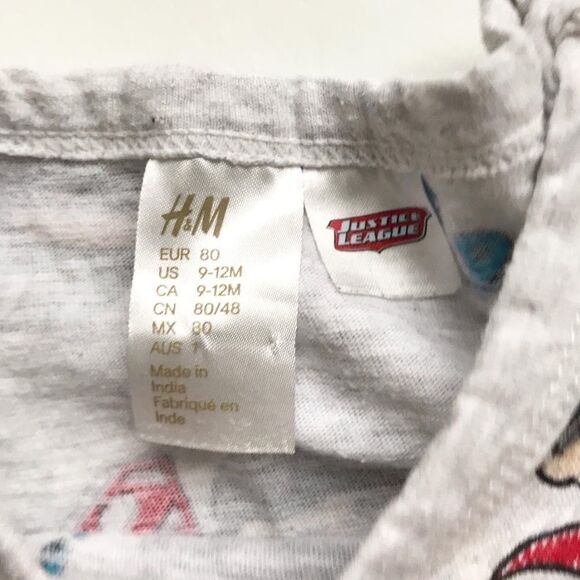 H&M
EUR 80
US 9-12M
CA 9-12M
CN 80/48
MX 80
AUS 1
Made in
India
Fabriqué en
Inde
JUSTICE
LEAGUE